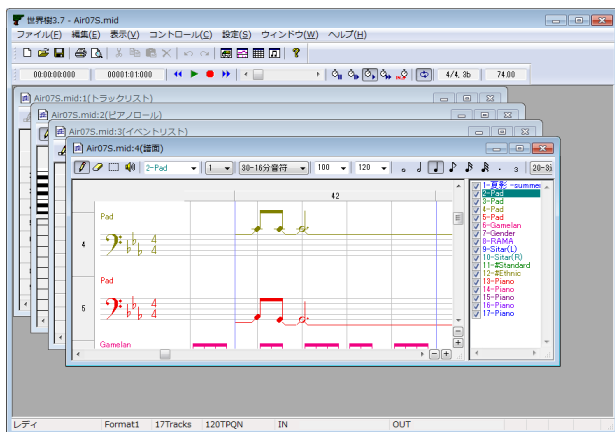 世界樹3.7 - Air07S.mid
ファイル(F) 編集(E) 表示(V) コントロール(C) 設定(S) ウィンドウ(W) ヘルプ(H)
00:00:00:000 00001:01:000 4/4, 3b 74.00
Air07S.mid:1(トラックリスト)
Air07S.mid:2(ピアノロール)
Air07S.mid:3(イベントリスト)
Air07S.mid:4(譜面)
2-Pad 1 30-16分音符 100 120 3
42
Pad
4
4
4
Pad
5
4
4
Gamelan
1-夏影 -summer
2-Pad
3-Pad
4-Pad
5-Pad
6-Gamelan
7-Gender
8-RAMA
9-Sitar(L)
10-Sitar(R)
11-#Standard
12-#Ethnic
13-Piano
14-Piano
15-Piano
16-Piano
17-Piano
レディ Format1 17Tracks 120TPQN IN OUT